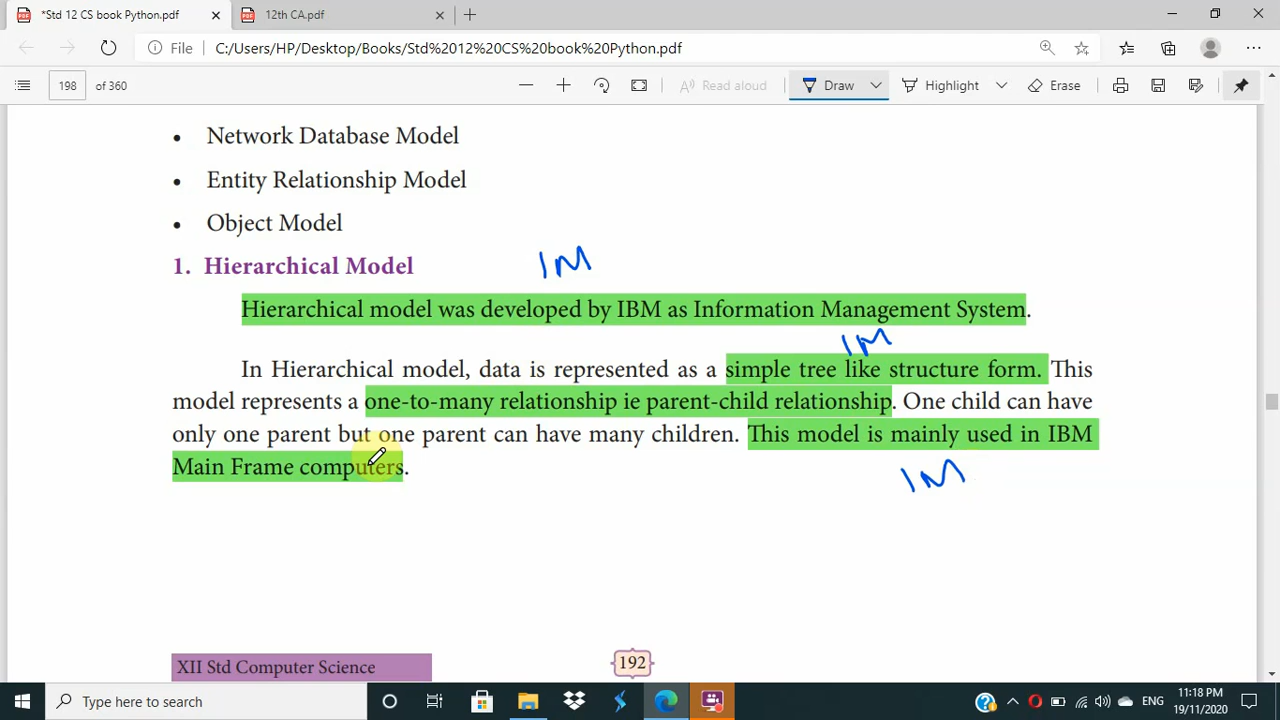 *Std 12 CS book Python.pdf
12th CA.pdf
File C:/Users/HP/Desktop/Books/Std%2012%20CS%20book%20Python.pdf
198 of 360 Read aloud Draw Highlight Erase
• Network Database Model
• Entity Relationship Model
• Object Model
1. Hierarchical Model
1M
Hierarchical model was developed by IBM as Information Management System.
1M
In Hierarchical model, data is represented as a simple tree like structure form. This
model represents a one-to-many relationship ie parent-child relationship. One child can have
only one parent but one parent can have many children. This model is mainly used in IBM
Main Frame computers.
1M
XII Std Computer Science
192
Type here to search
ENG
11:18 PM
19/11/2020